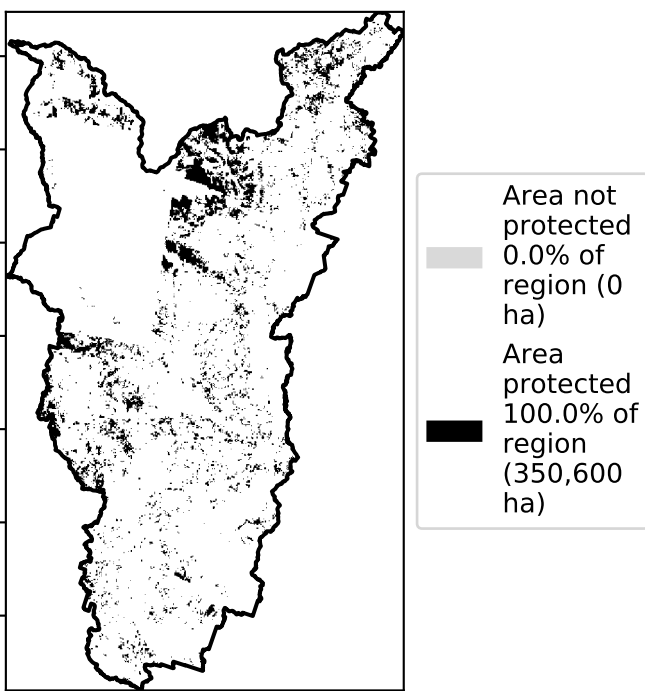 Area not
protected
0.0% of
region (0
ha)
Area
protected
100.0% of
region
(350,600
ha)